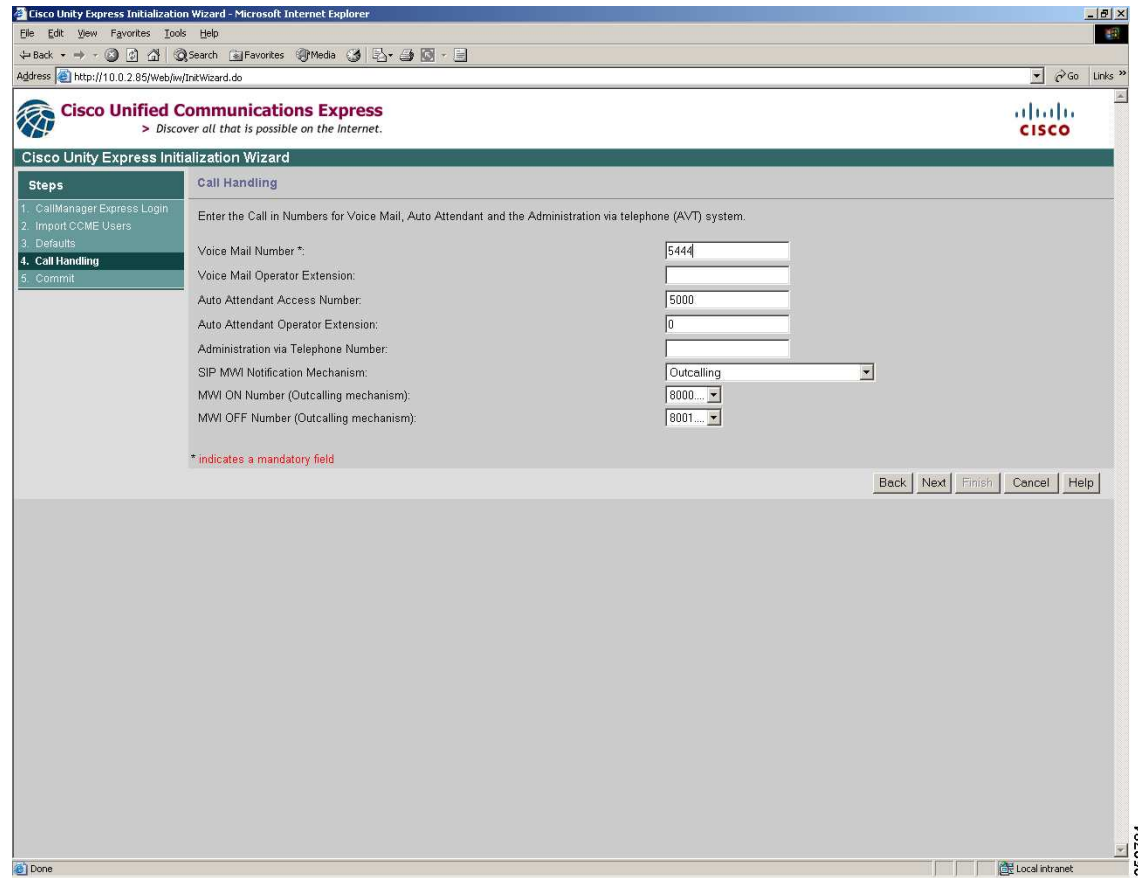 Cisco Unity Express Initialization Wizard - Microsoft Internet Explorer
File Edit View Favorites Tools Help
Back Search Favorites Media
Address http://10.0.2.85/Web/iw/InitWizard.do Go Links »
Cisco Unified Communications Express
> Discover all that is possible on the Internet.
CISCO
Cisco Unity Express Initialization Wizard
Steps
1. CallManager Express Login
2. Import CCME Users
3. Defaults
4. Call Handling
5. Commit
Call Handling
Enter the Call in Numbers for Voice Mail, Auto Attendant and the Administration via telephone (AVT) system.
Voice Mail Number *: 5444
Voice Mail Operator Extension:
Auto Attendant Access Number: 5000
Auto Attendant Operator Extension: 0
Administration via Telephone Number:
SIP MWI Notification Mechanism: Outcalling
MWI ON Number (Outcalling mechanism): 8000....
MWI OFF Number (Outcalling mechanism): 8001....
* indicates a mandatory field
Back Next Finish Cancel Help
Done Local intranet